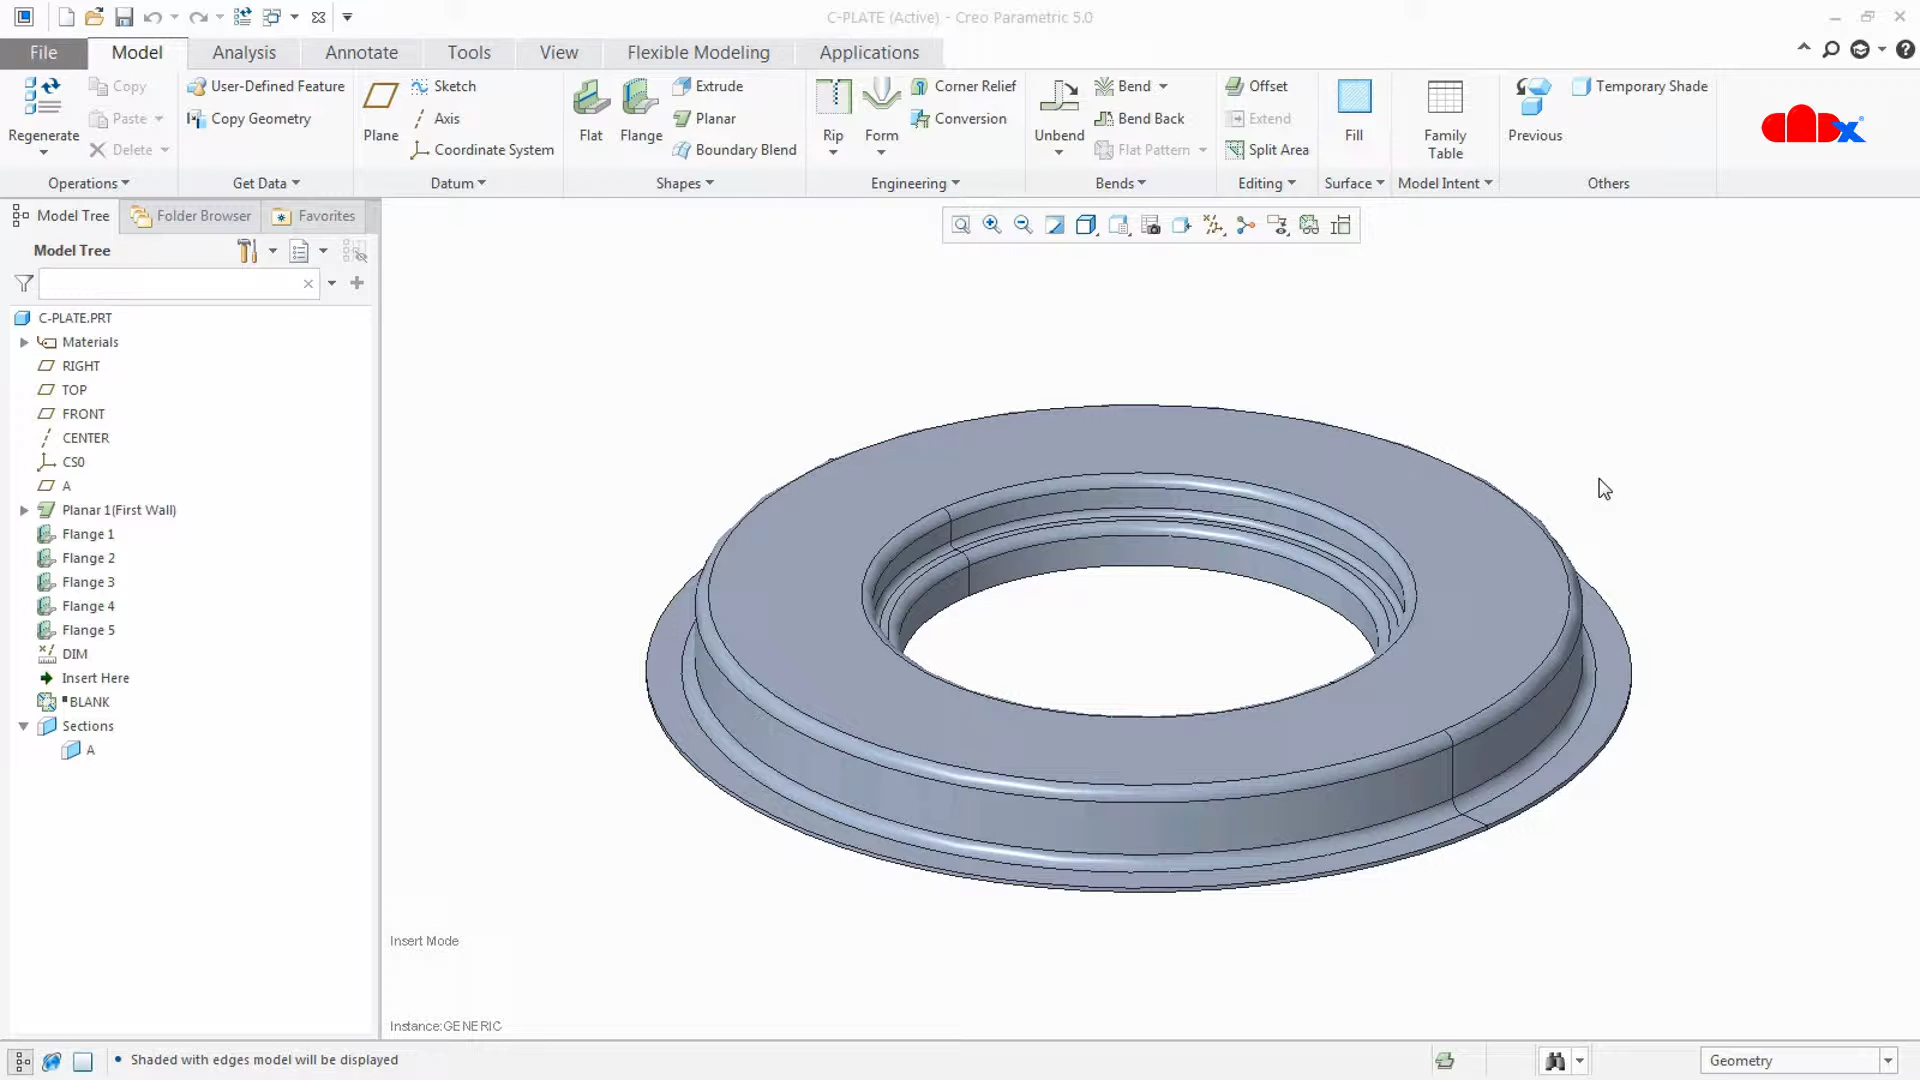 C-PLATE (Active) - Creo Parametric 5.0
File Model Analysis Annotate Tools View Flexible Modeling Applications
Regenerate
Copy
Paste
Delete
Operations
User-Defined Feature
Copy Geometry
Get Data
Plane
Sketch
Axis
Coordinate System
Datum
Flat
Flange
Extrude
Planar
Boundary Blend
Shapes
Rip
Form
Corner Relief
Conversion
Engineering
Unbend
Bend
Bend Back
Flat Pattern
Bends
Offset
Extend
Split Area
Editing
Fill
Surface
Family
Table
Model Intent
Previous
Temporary Shade
Others
cadx
Model Tree Folder Browser Favorites
Model Tree
C-PLATE.PRT
Materials
RIGHT
TOP
FRONT
CENTER
CS0
A
Planar 1(First Wall)
Flange 1
Flange 2
Flange 3
Flange 4
Flange 5
DIM
Insert Here
BLANK
Sections
A
Insert Mode
Instance:GENERIC
Shaded with edges model will be displayed
Geometry